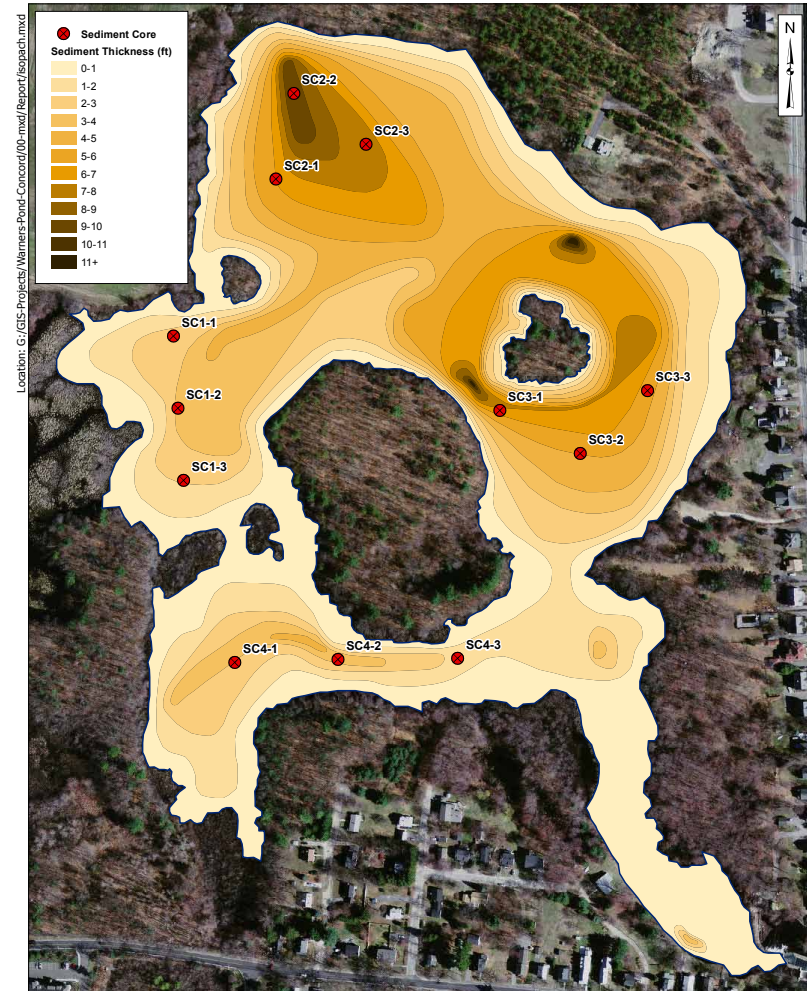 Location: G:/GIS-Projects/Warners-Pond-Concord/00-mxd/Report/isopach.mxd
Sediment Core
Sediment Thickness (ft)
0-1
1-2
2-3
3-4
4-5
5-6
6-7
7-8
8-9
9-10
10-11
11+
N
SC2-2
SC2-3
SC2-1
SC1-1
SC3-3
SC1-2
SC3-1
SC3-2
SC1-3
SC4-1
SC4-2
SC4-3